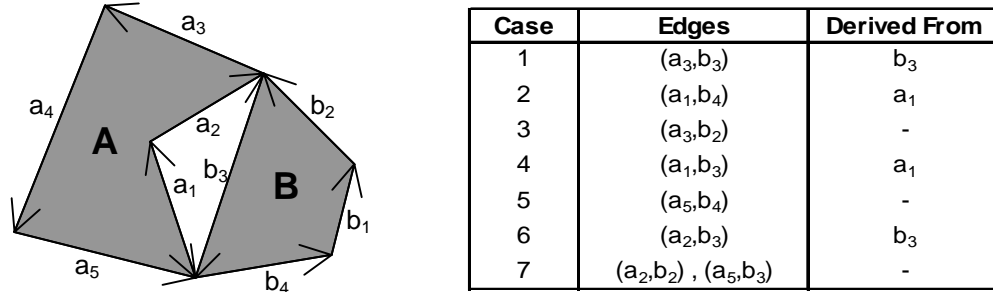 a3
a4
b2
a2
A
b3
a1
B
b1
a5
b4
Case Edges Derived From
1 (a3,b3) b3
2 (a1,b4) a1
3 (a3,b2) -
4 (a1,b3) a1
5 (a5,b4) -
6 (a2,b3) b3
7 (a2,b2) , (a5,b3) -